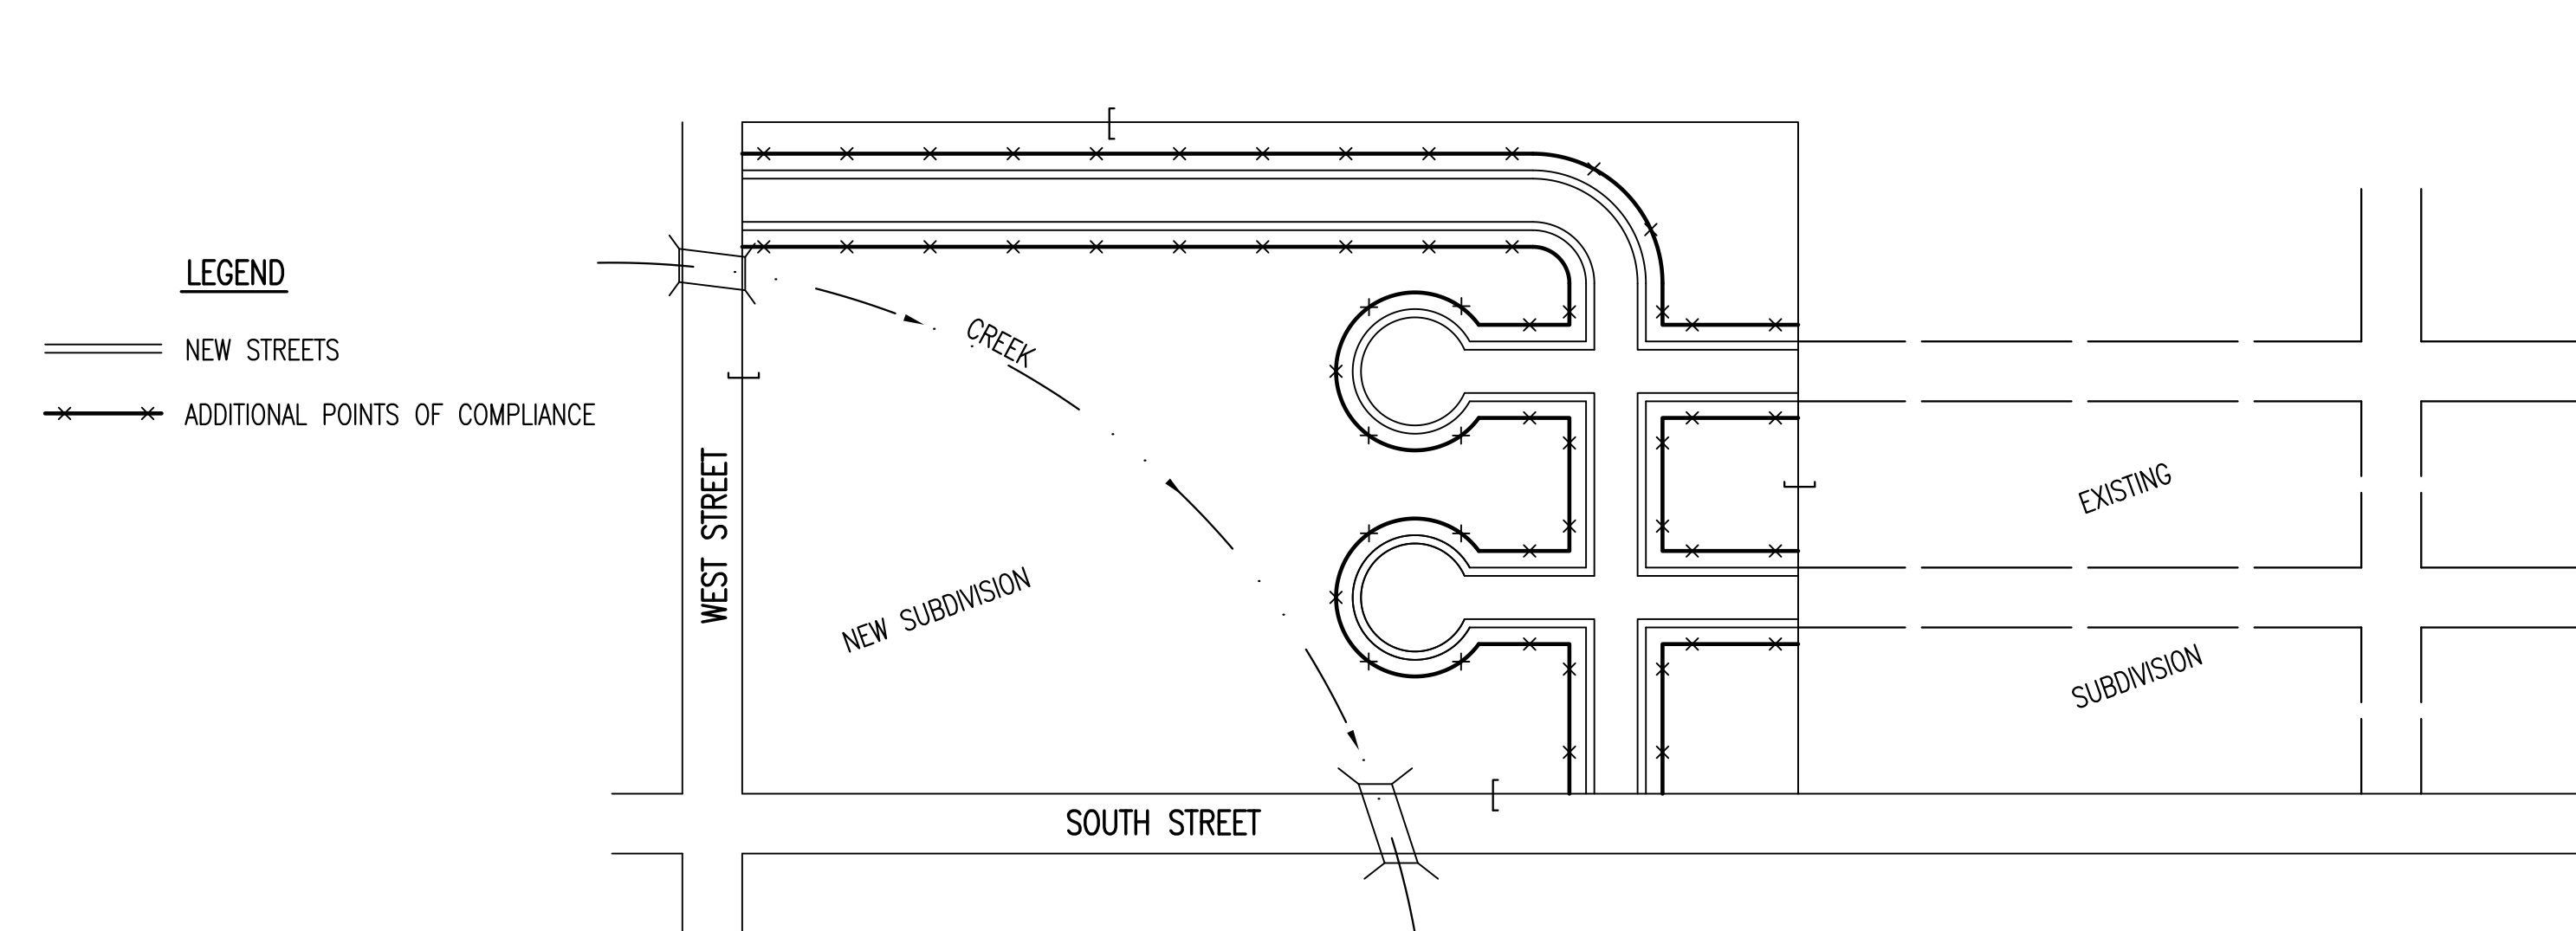 LEGEND
NEW STREETS
ADDITIONAL POINTS OF COMPLIANCE
WEST STREET
CREEK
NEW SUBDIVISION
SOUTH STREET
EXISTING
SUBDIVISION